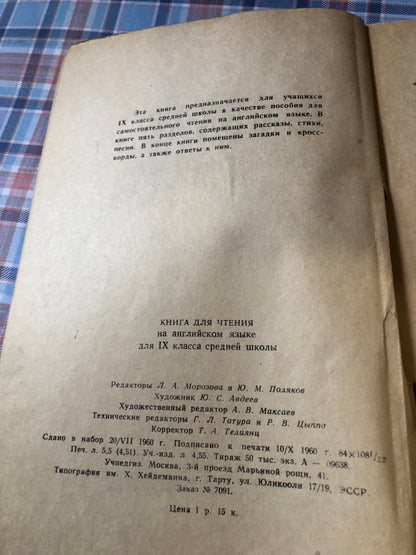 Эта книга предназначается для учащихся
IX класса средней школы в качестве пособия для
самостоятельного чтения на английском языке. В
книге пять разделов, содержащих рассказы, стихи,
песни. В конце книги помещены загадки и кросс-
ворды, а также ответы к ним.
КНИГА ДЛЯ ЧТЕНИЯ
на английском языке
для IX класса средней школы
Редакторы Л. А. Морозова и Ю. М. Поляков
Художник Ю. С. Авдеев
Художественный редактор А. В. Максаев
Технические редакторы Г. Л. Татура и Р. В. Цыппо
Корректор Т. А. Телиянц
Сдано в набор 20/VII 1960 г. Подписано к печати 10/X 1960 г. 84×108 1/32
Печ. л. 5,5 (4,51). Уч.-изд. л. 4,55. Тираж 50 тыс. экз. А — 09638.
Учпедгиз. Москва, 3-й проезд Марьиной рощи, 41.
Типография им. Х. Хейдеманна, г. Тарту, ул. Юликооли 17/19, ЭССР.
Заказ № 7091.
Цена 1 р. 15 к.